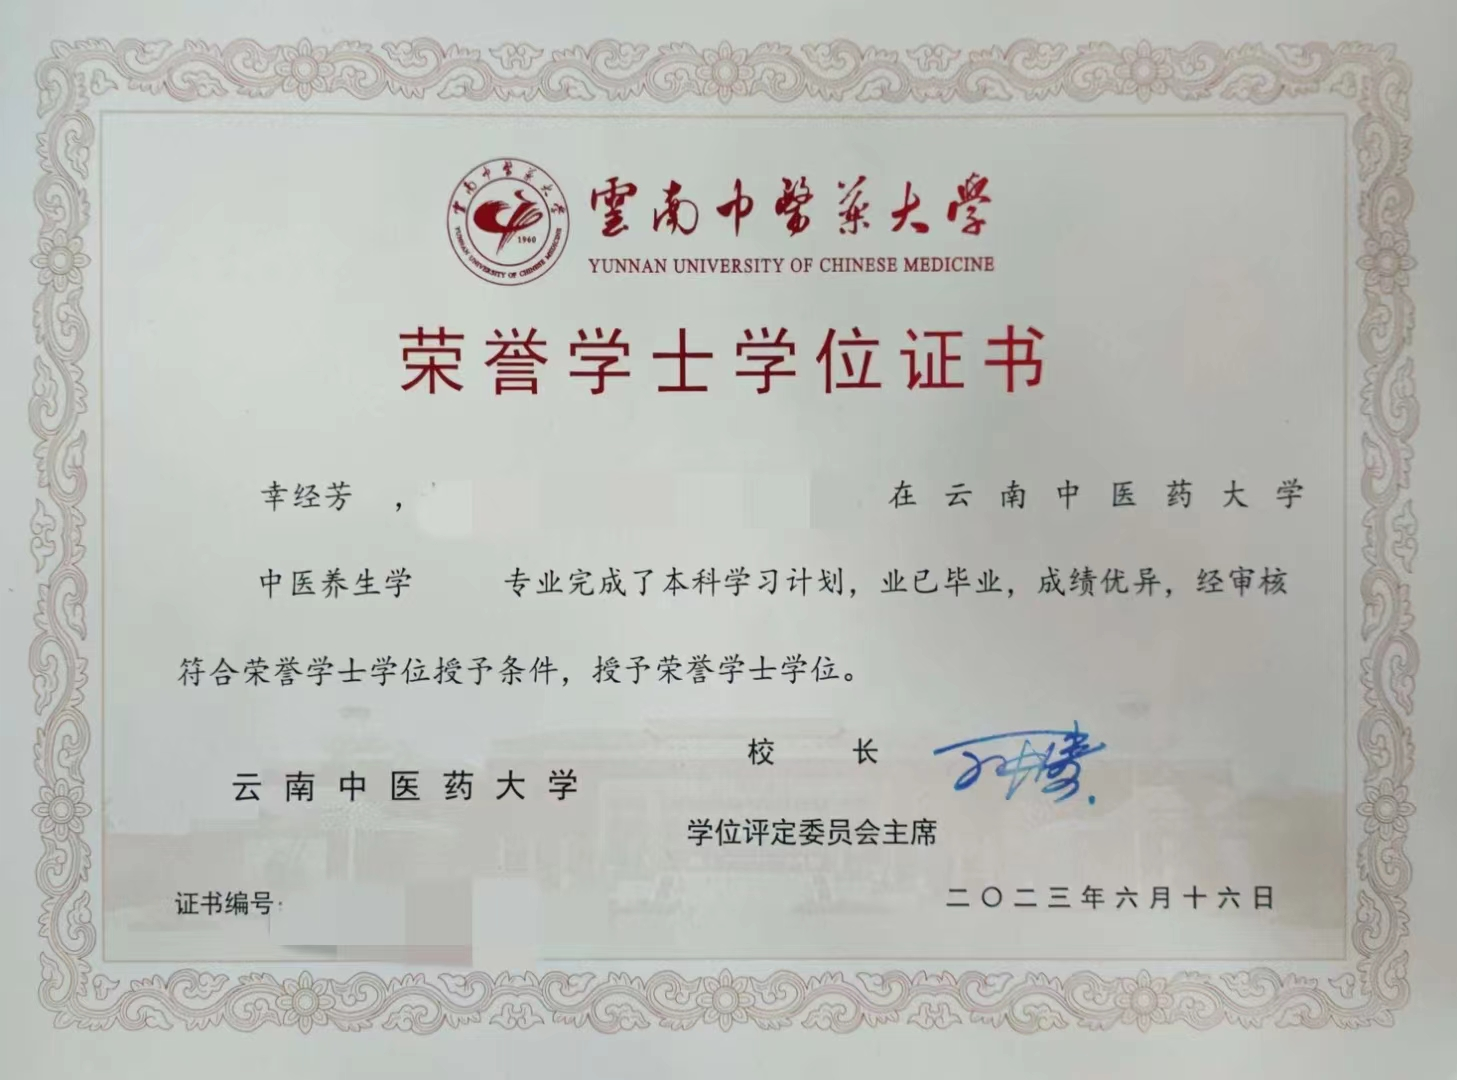 雲南中醫藥大學
YUNNAN UNIVERSITY OF CHINESE MEDICINE
1960
YUNNAN UNIVERSITY OF CHINESE MEDICINE
荣誉学士学位证书
幸经芳 , 在云南中医药大学
中医养生学 专业完成了本科学习计划，业已毕业，成绩优异，经审核
符合荣誉学士学位授予条件，授予荣誉学士学位。
校 长
云南中医药大学
学位评定委员会主席
证书编号:
二〇二三年六月十六日